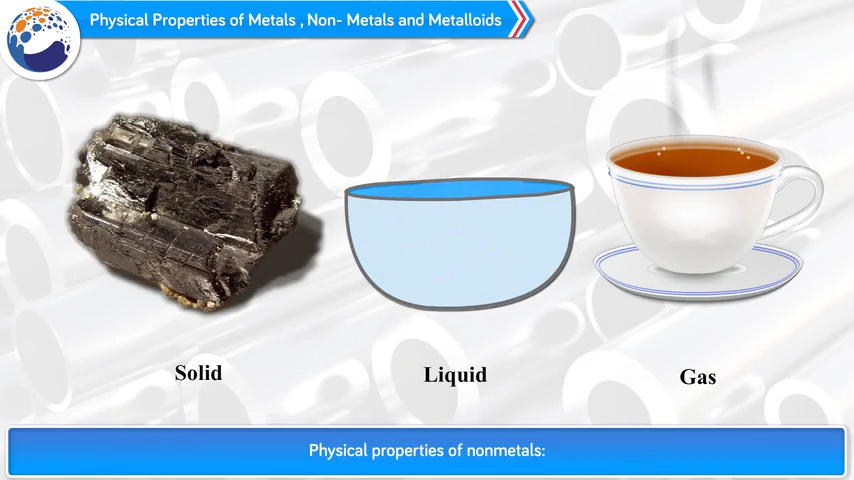 Physical Properties of Metals , Non- Metals and Metalloids
Solid
Liquid
Gas
Physical properties of nonmetals: